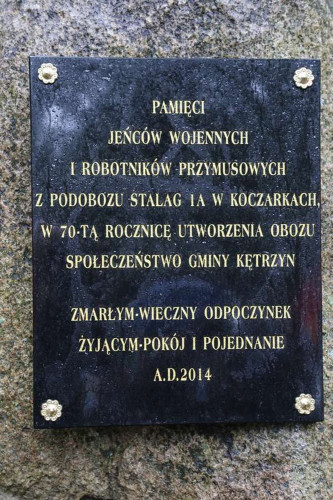 PAMIĘCI
JEŃCÓW WOJENNYCH
I ROBOTNIKÓW PRZYMUSOWYCH
Z PODOBOZU STALAG 1A W KOCZARKACH,
W 70-TĄ ROCZNICĘ UTWORZENIA OBOZU
SPOŁECZEŃSTWO GMINY KĘTRZYN
ZMARŁYM-WIECZNY ODPOCZYNEK
ŻYJĄCYM-POKÓJ I POJEDNANIE
A.D.2014